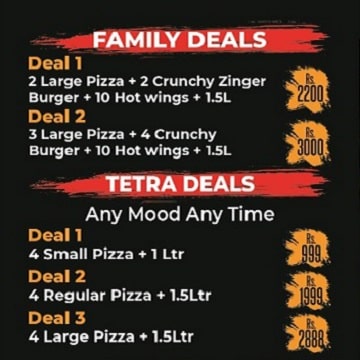 FAMILY DEALS
Deal 1
2 Large Pizza + 2 Crunchy Zinger
Burger + 10 Hot wings + 1.5L
Rs.
2200
Deal 2
3 Large Pizza + 4 Crunchy
Burger + 10 Hot wings + 1.5L
Rs.
3000
TETRA DEALS
Any Mood Any Time
Deal 1
4 Small Pizza + 1 Ltr
Rs.
999
Deal 2
4 Regular Pizza + 1.5Ltr
Rs.
1999
Deal 3
4 Large Pizza + 1.5Ltr
Rs.
2888